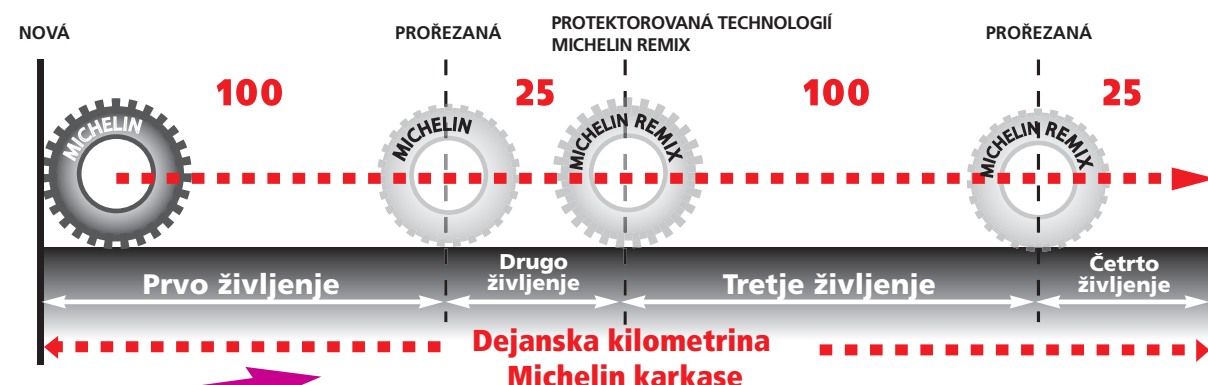 NOVÁ
PROŘEZANÁ
PROTEKTOROVANÁ TECHNOLOGIÍ
MICHELIN REMIX
PROŘEZANÁ
100
25
100
25
MICHELIN
MICHELIN
MICHELIN REMIX
MICHELIN REMIX
Prvo življenje
Drugo
življenje
Tretje življenje
Četrto
življenje
Dejanska kilometrina
Michelin karkase